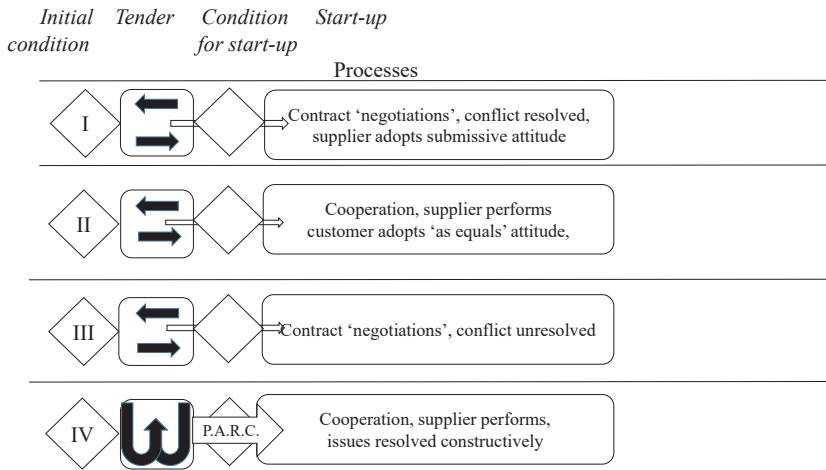 Initial Tender Condition Start-up
condition for start-up
Processes
I
Contract ‘negotiations’, conflict resolved,
supplier adopts submissive attitude
II
Cooperation, supplier performs
customer adopts ‘as equals’ attitude,
III
Contract ‘negotiations’, conflict unresolved
IV
P.A.R.C.
Cooperation, supplier performs,
issues resolved constructively